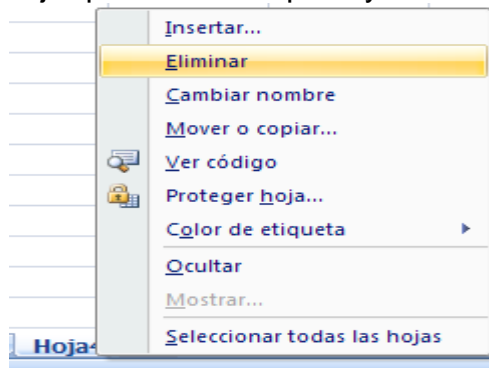 Insertar...
Eliminar
Cambiar nombre
Mover o copiar...
Ver código
Proteger hoja...
Color de etiqueta
Ocultar
Mostrar...
Seleccionar todas las hojas
Hoja4